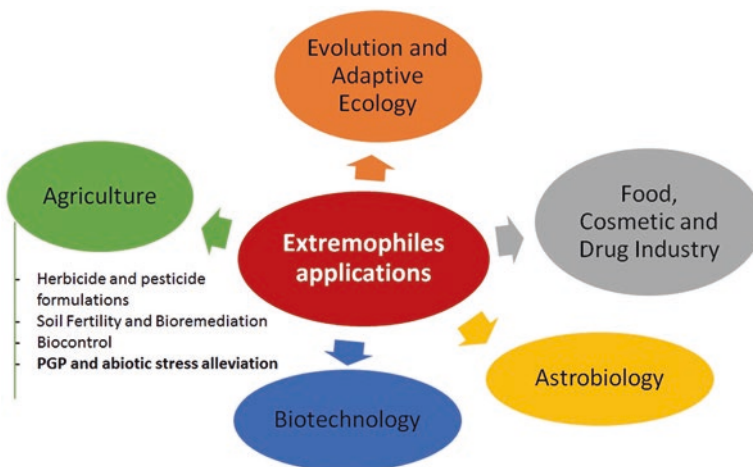 Evolution and
Adaptive
Ecology
Agriculture
Food,
Cosmetic and
Drug Industry
Extremophiles
applications
- Herbicide and pesticide
formulations
- Soil Fertility and Bioremediation
- Biocontrol
- PGP and abiotic stress alleviation
Astrobiology
Biotechnology